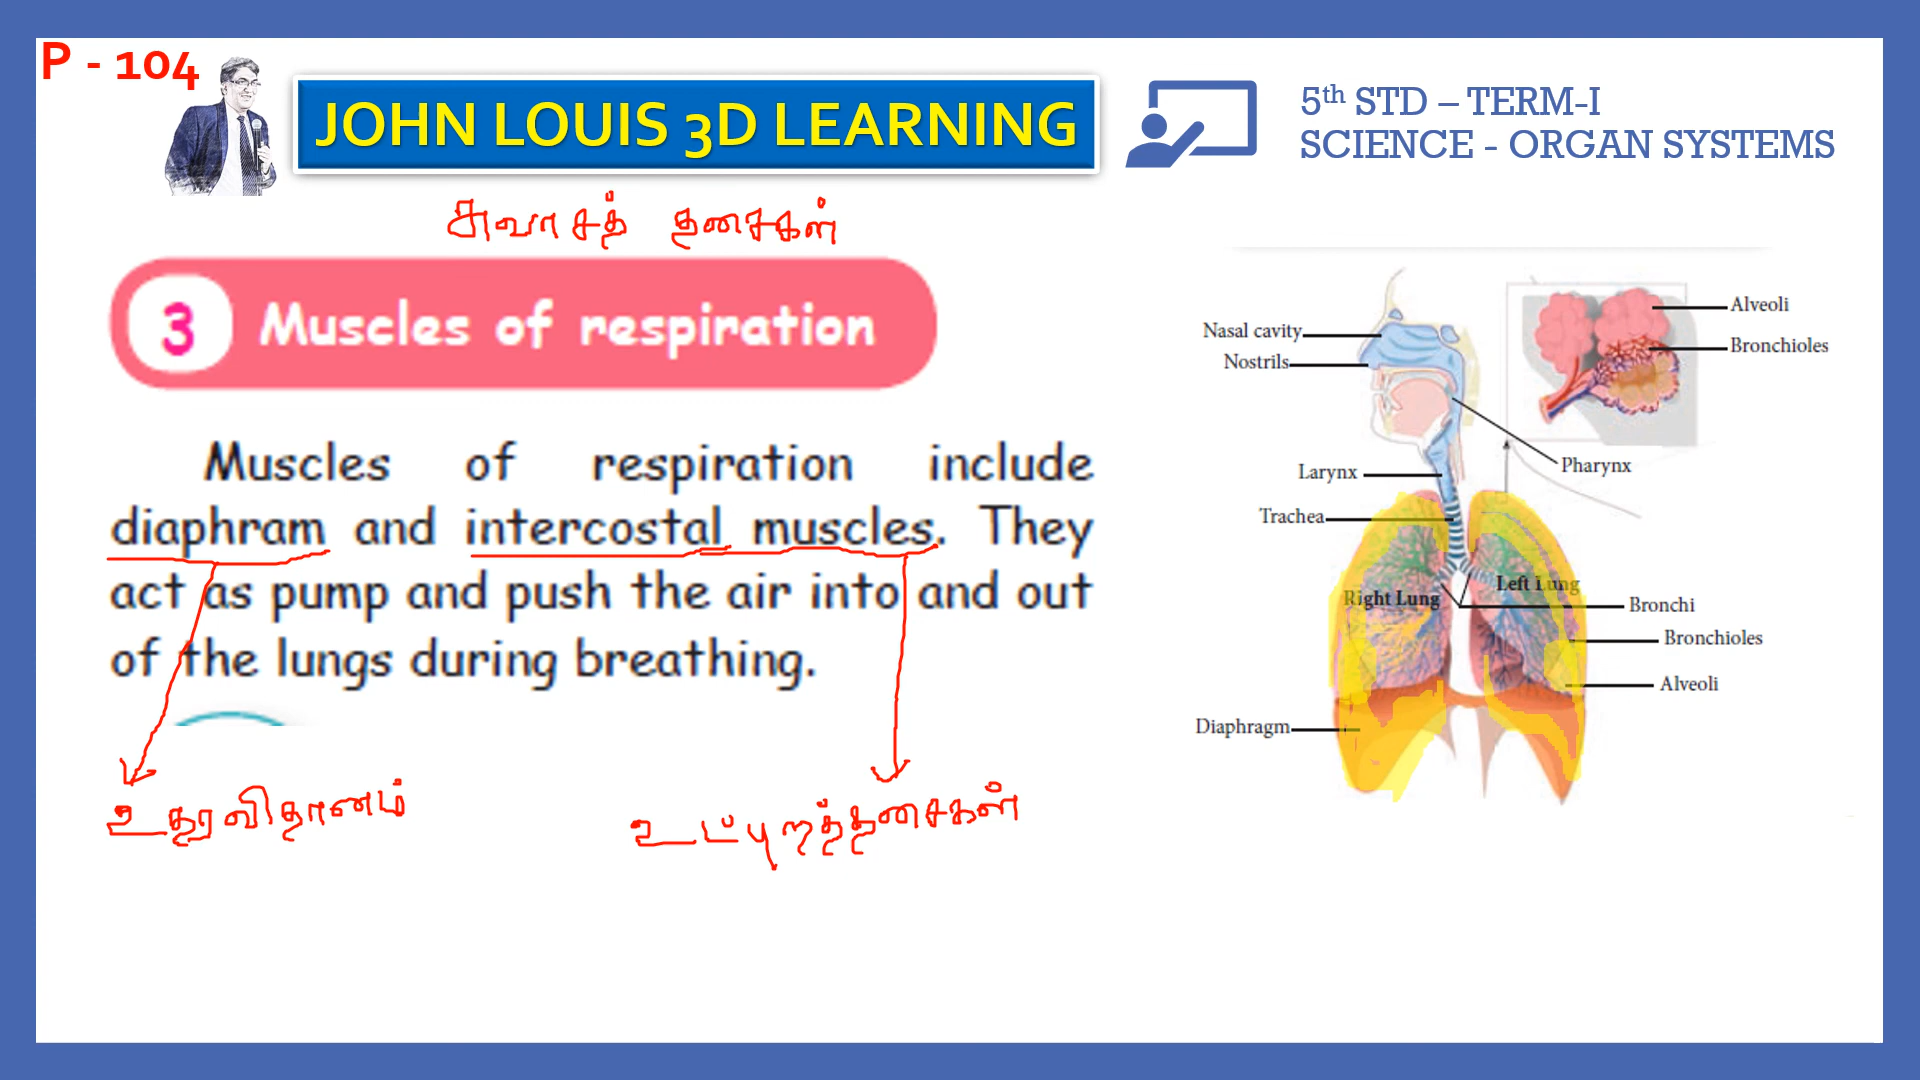 P - 104
JOHN LOUIS 3D LEARNING
5th STD – TERM-I
SCIENCE - ORGAN SYSTEMS
சுவாசத் தசைகள்
3 Muscles of respiration
Muscles of respiration include
diaphram and intercostal muscles. They
act as pump and push the air into and out
of the lungs during breathing.
உதரவிதானம்
உட்புறத்தசைகள்
Nasal cavity
Nostrils
Alveoli
Bronchioles
Pharynx
Larynx
Trachea
Left Lung
Right Lung
Bronchi
Bronchioles
Alveoli
Diaphragm